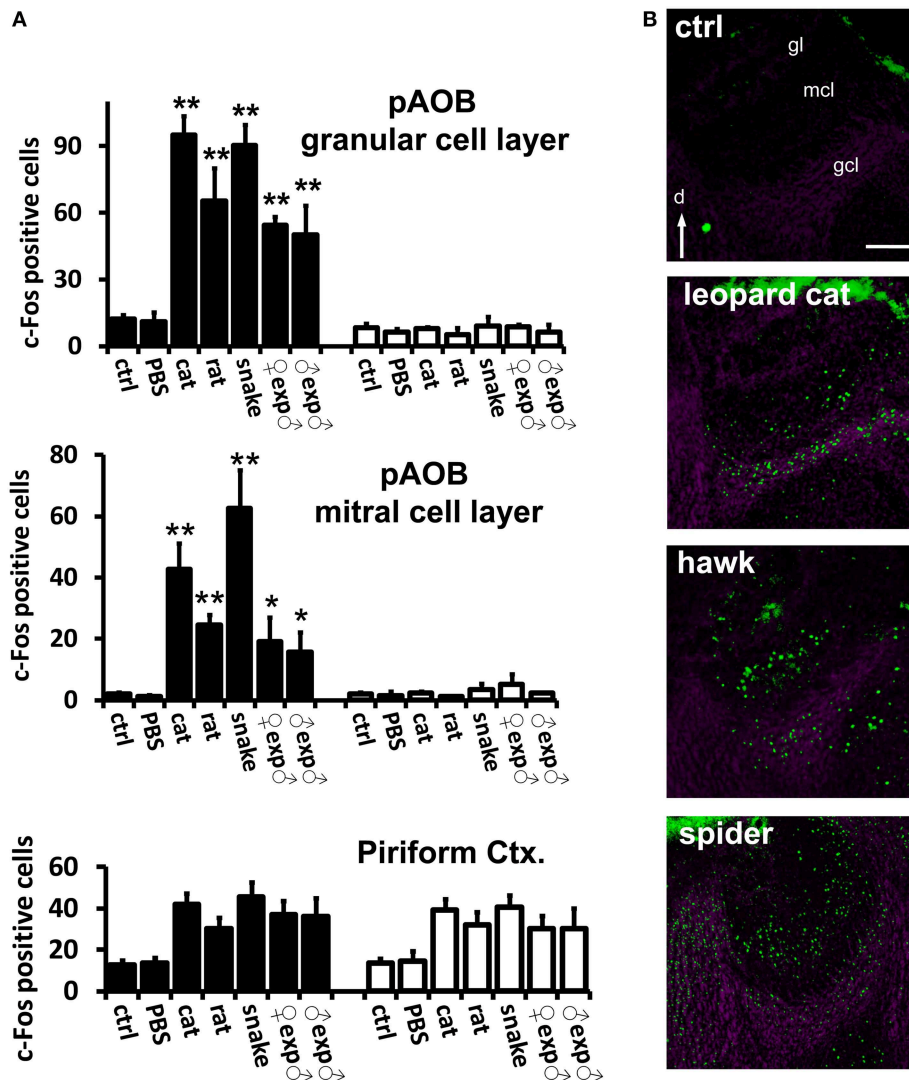 A
pAOB
granular cell layer
c-Fos positive cells
90
60
30
0
** ** ** ** **
ctrl PBS cat rat snake ♀exp♂ ♂exp♂ ctrl PBS cat rat snake ♀exp♂ ♂exp♂
pAOB
mitral cell layer
c-Fos positive cells
80
60
40
20
0
** ** ** * *
ctrl PBS cat rat snake ♀exp♂ ♂exp♂ ctrl PBS cat rat snake ♀exp♂ ♂exp♂
Piriform Ctx.
c-Fos positive cells
60
40
20
0
ctrl PBS cat rat snake ♀exp♂ ♂exp♂ ctrl PBS cat rat snake ♀exp♂ ♂exp♂
B
ctrl
gl
mcl
gcl
d
leopard cat
hawk
spider